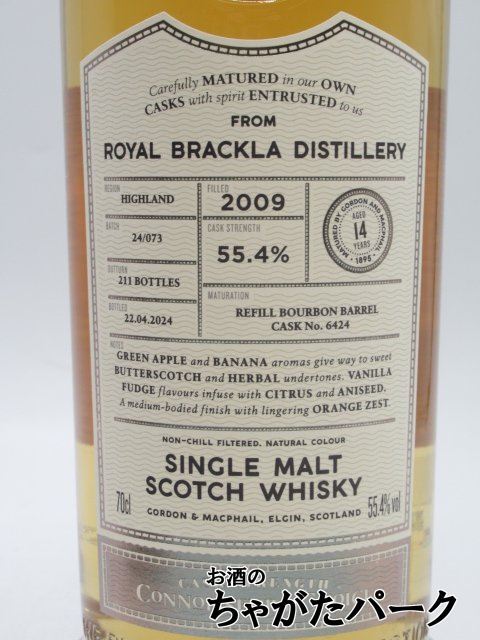 Carefully MATURED in our OWN
CASKS with spirit ENTRUSTED to us
FROM
ROYAL BRACKLA DISTILLERY
REGION
HIGHLAND
BATCH
24/073
OUTTURN
211 BOTTLES
BOTTLED
22.04.2024
FILLED
2009
CASK STRENGTH
55.4%
MATURED BY GORDON AND MACPHAIL
AGED
14
YEARS
1895
MATURATION
REFILL BOURBON BARREL
CASK No. 6424
NOTES
GREEN APPLE and BANANA aromas give way to sweet
BUTTERSCOTCH and HERBAL undertones. VANILLA
FUDGE flavours infuse with CITRUS and ANISEED.
A medium-bodied finish with lingering ORANGE ZEST.
NON-CHILL FILTERED. NATURAL COLOUR
SINGLE MALT
SCOTCH WHISKY
70cl
55.4%vol
GORDON & MACPHAIL, ELGIN, SCOTLAND
お酒の
ちゃがたパーク